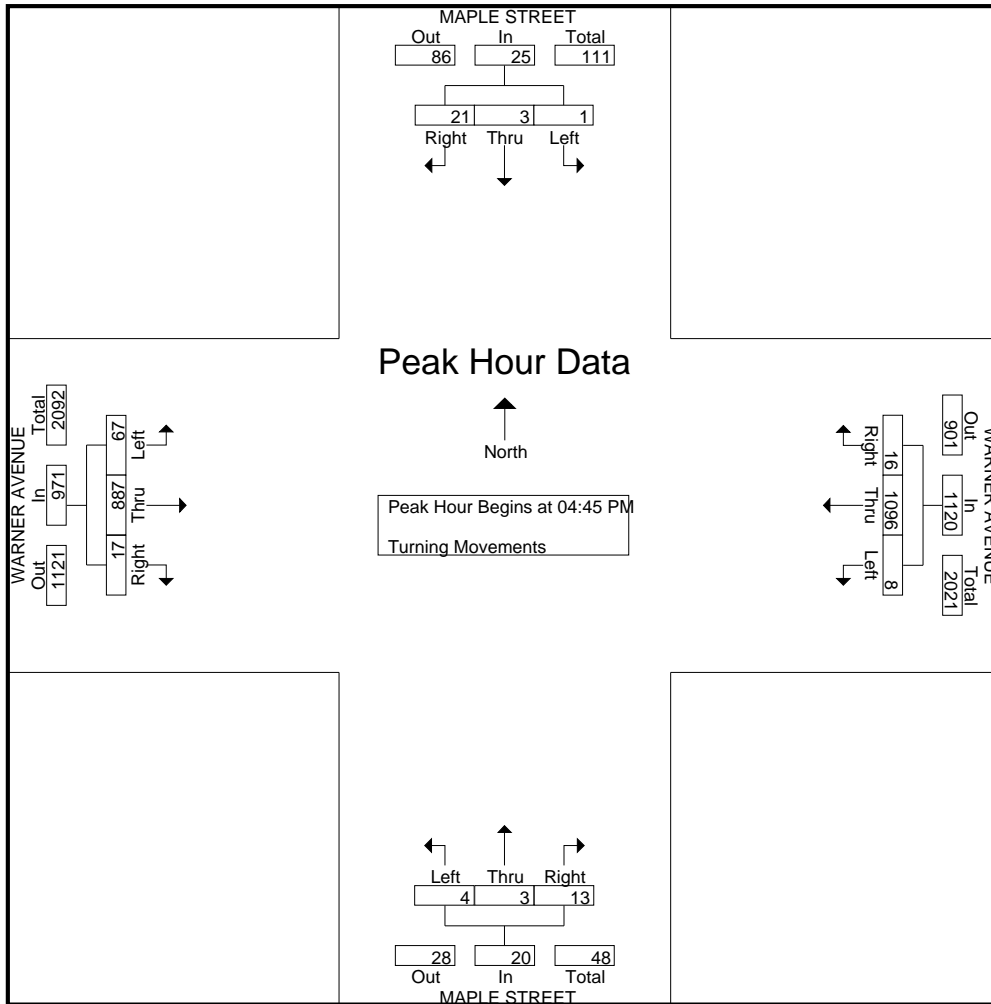 MAPLE STREET
Out In Total
86 25 111
21 3 1
Right Thru Left
Peak Hour Data
North
Peak Hour Begins at 04:45 PM
Turning Movements
WARNER AVENUE
Out In Total
1121 971 2092
17 887 67
Right Thru Left
WARNER AVENUE
Out In Total
901 1120 2021
16 1096 8
Right Thru Left
Left Thru Right
4 3 13
28 20 48
Out In Total
MAPLE STREET